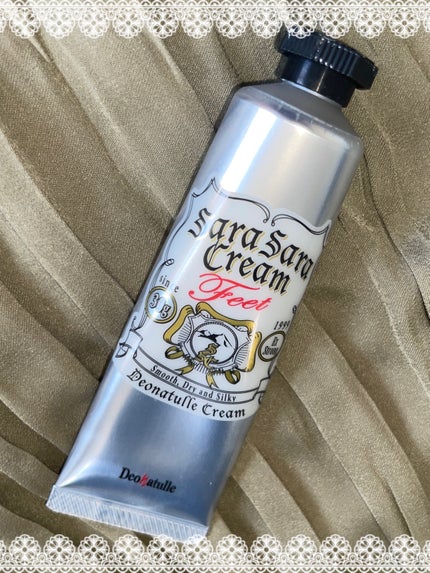 Sara Sara
Cream
Feet
since
1999
Smooth, Dry and Silky
Deonatulle Cream
DeoNatulle